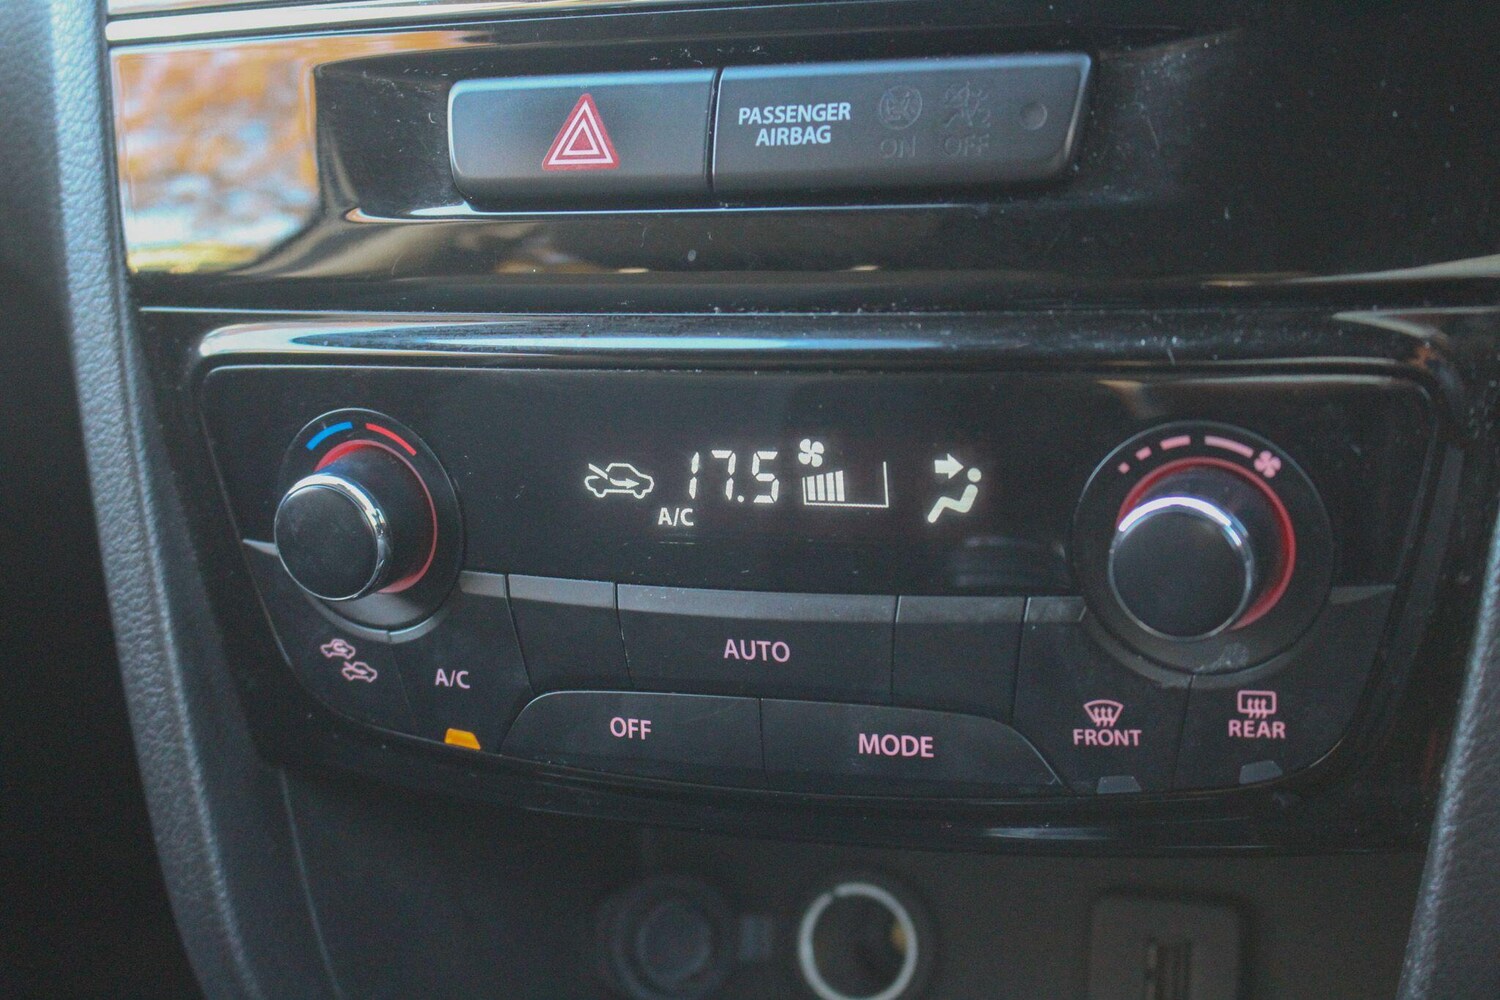 PASSENGER
AIRBAG
ON OFF
17.5
A/C
AUTO
A/C
OFF
MODE
FRONT
REAR